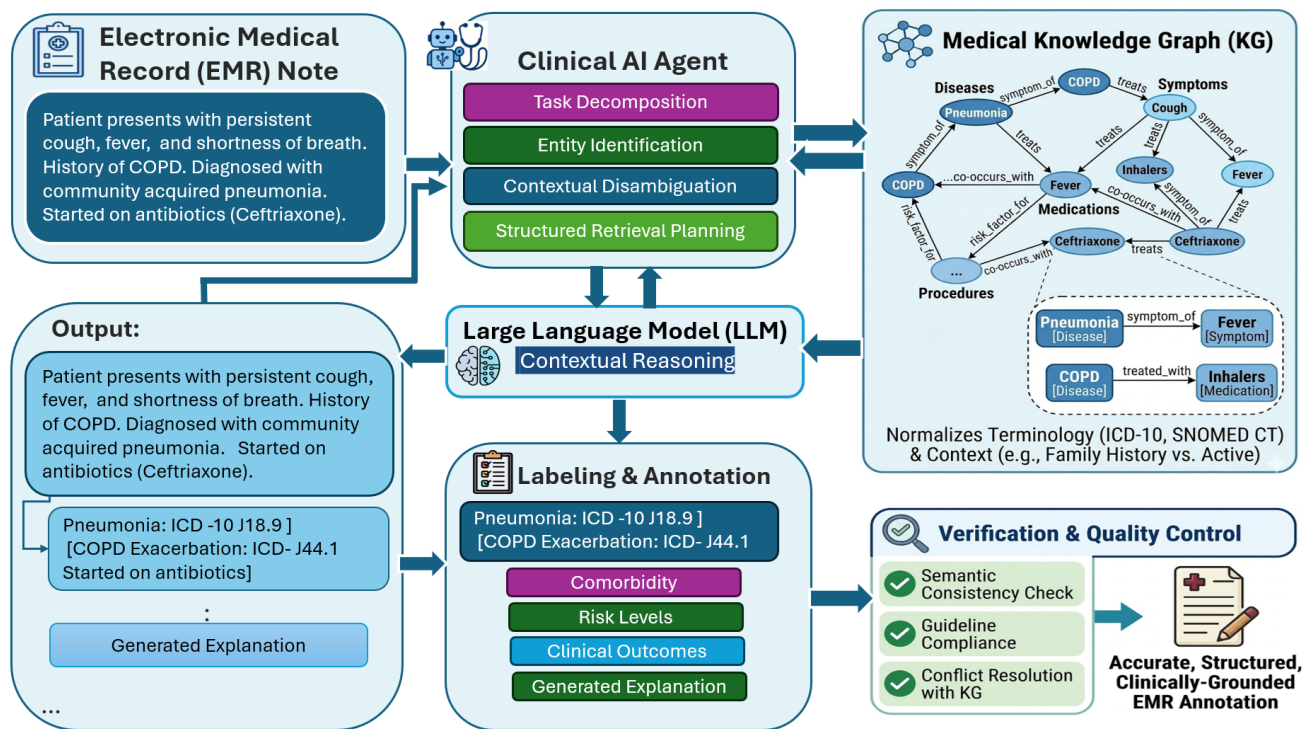 Electronic Medical
Record (EMR) Note
Patient presents with persistent
cough, fever, and shortness of breath.
History of COPD. Diagnosed with
community acquired pneumonia.
Started on antibiotics (Ceftriaxone).
Clinical AI Agent
Task Decomposition
Entity Identification
Contextual Disambiguation
Structured Retrieval Planning
Medical Knowledge Graph (KG)
Diseases
symptom_of
COPD
treats
Symptoms
Pneumonia
Cough
symptom_of
treats
treats
treats
symptom_of
COPD
...co-occurs_with
Fever
Inhalers
Fever
Medications
co-occurs_with
symptom_of
treats
risk_factor_for
risk_factor_for
Ceftriaxone
treats
Ceftriaxone
...
co-occurs_with
Procedures
Pneumonia
[Disease]
symptom_of
Fever
[Symptom]
COPD
[Disease]
treated_with
Inhalers
[Medication]
Normalizes Terminology (ICD-10, SNOMED CT)
& Context (e.g., Family History vs. Active)
Large Language Model (LLM)
Contextual Reasoning
Output:
Patient presents with persistent cough,
fever, and shortness of breath. History
of COPD. Diagnosed with community
acquired pneumonia. Started on
antibiotics (Ceftriaxone).
Pneumonia: ICD -10 J18.9 ]
[COPD Exacerbation: ICD- J44.1
Started on antibiotics]
:
Generated Explanation
...
Labeling & Annotation
Pneumonia: ICD -10 J18.9 ]
[COPD Exacerbation: ICD- J44.1
Comorbidity
Risk Levels
Clinical Outcomes
Generated Explanation
Verification & Quality Control
Semantic
Consistency Check
Guideline
Compliance
Conflict Resolution
with KG
Accurate, Structured,
Clinically-Grounded
EMR Annotation